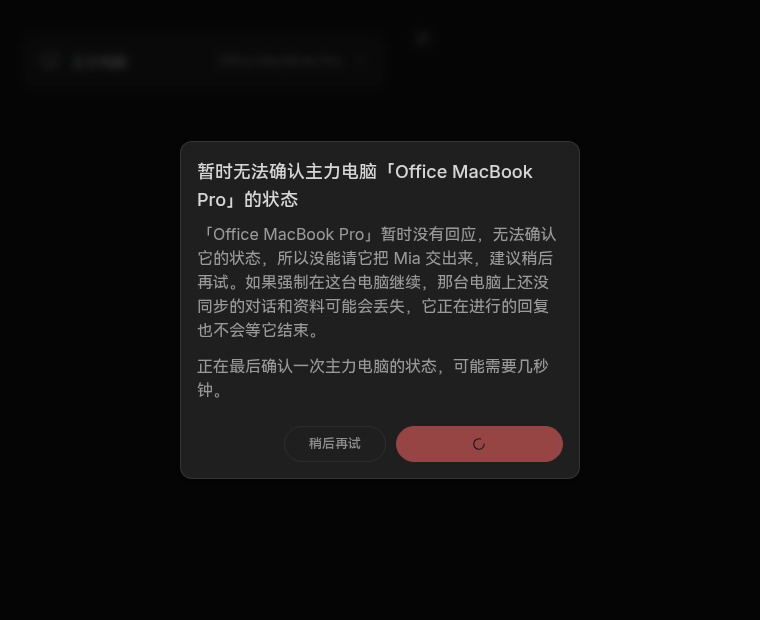 暂时无法确认主力电脑「Office MacBook
Pro」的状态
「Office MacBook Pro」暂时没有回应，无法确认
它的状态，所以没能请它把 Mia 交出来，建议稍后
再试。如果强制在这台电脑继续，那台电脑上还没
同步的对话和资料可能会丢失，它正在进行的回复
也不会等它结束。
正在最后确认一次主力电脑的状态，可能需要几秒
钟。
稍后再试